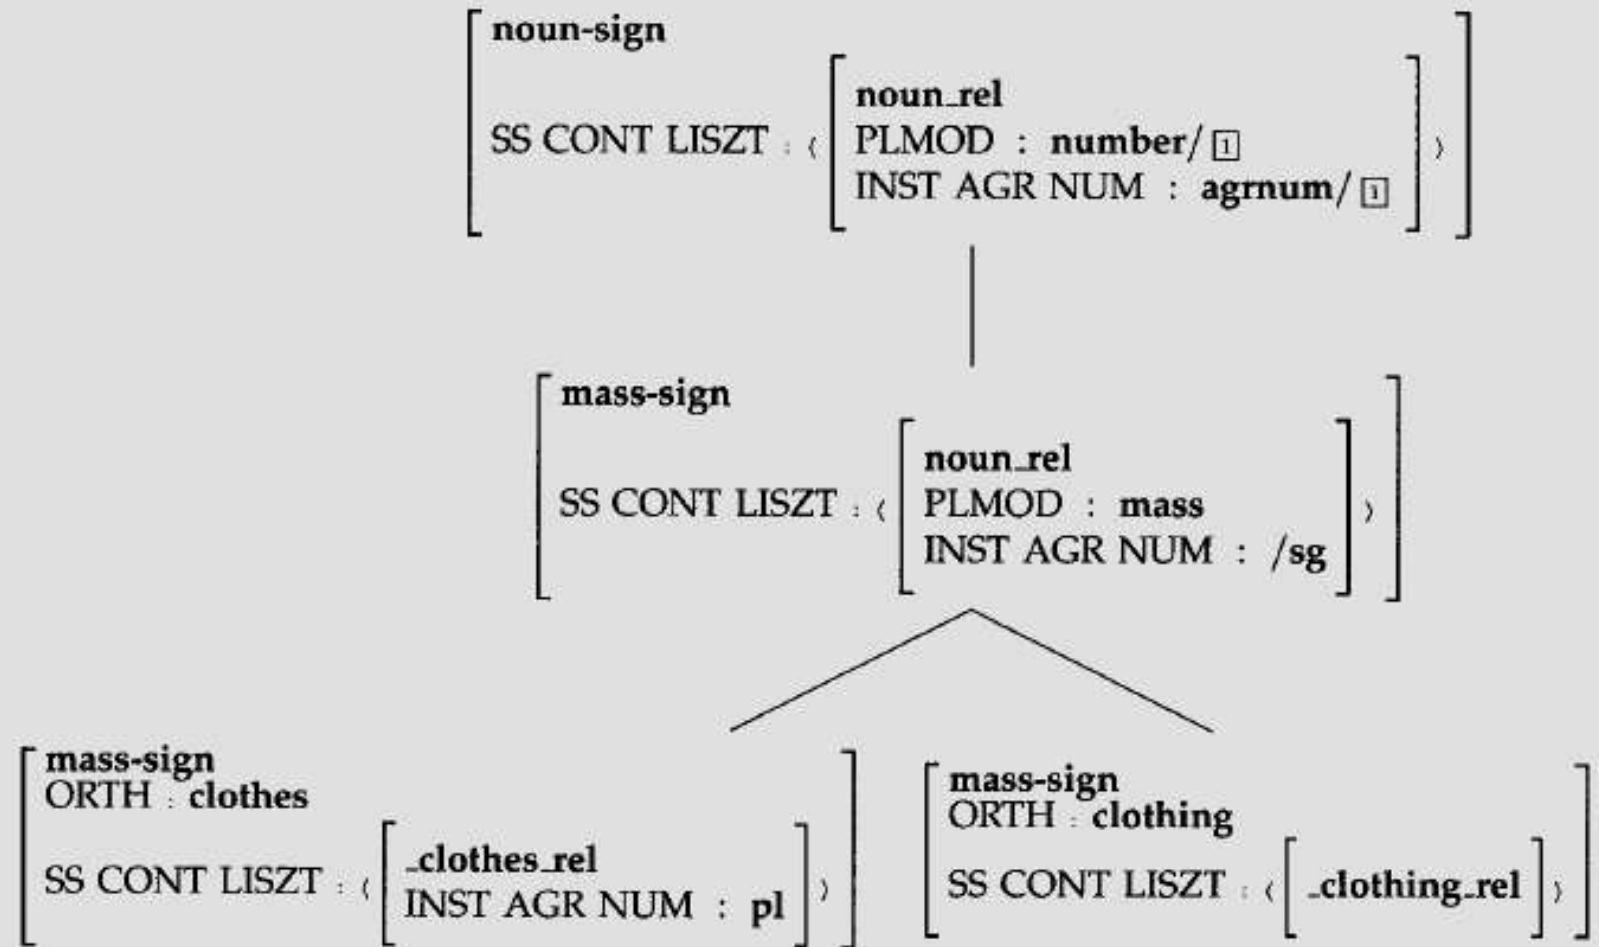 noun-sign
noun_rel
SS CONT LISZT : ⟨ PLMOD : number/ 1 ⟩
INST AGR NUM : agrnum/ 1
mass-sign
noun_rel
SS CONT LISZT : ⟨ PLMOD : mass ⟩
INST AGR NUM : /sg
mass-sign
ORTH : clothes
_clothes_rel
SS CONT LISZT : ⟨ INST AGR NUM : pl ⟩
mass-sign
ORTH : clothing
SS CONT LISZT : ⟨ _clothing_rel ⟩